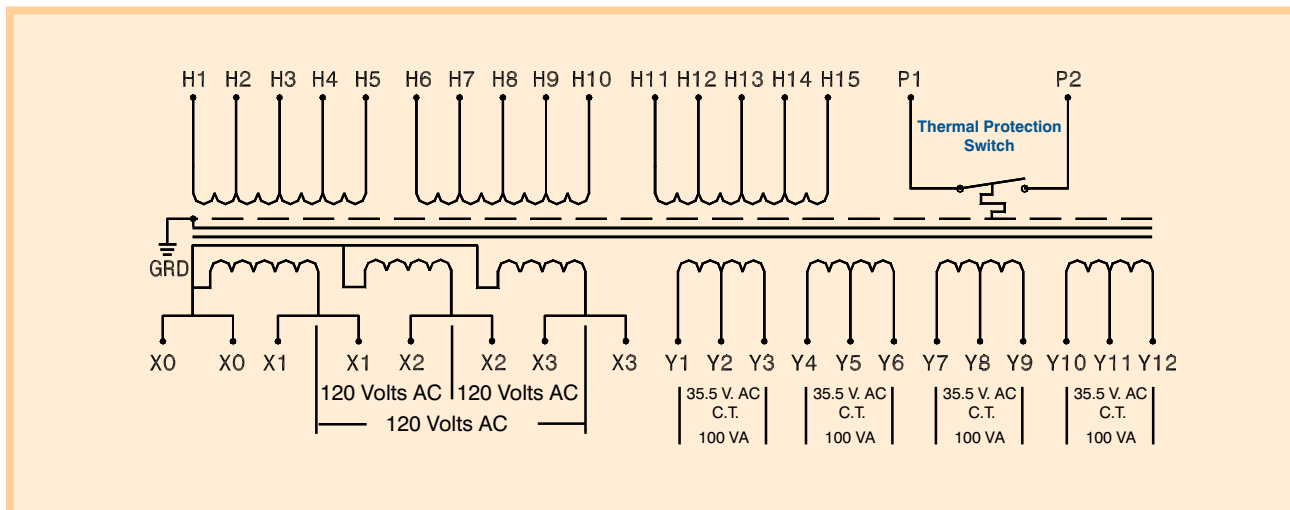 H1 H2 H3 H4 H5 H6 H7 H8 H9 H10 H11 H12 H13 H14 H15 P1 P2
Thermal Protection
Switch
GRD
X0 X0 X1 X1 X2 X2 X3 X3 Y1 Y2 Y3 Y4 Y5 Y6 Y7 Y8 Y9 Y10 Y11 Y12
120 Volts AC 120 Volts AC 35.5 V. AC 35.5 V. AC 35.5 V. AC 35.5 V. AC
C.T. C.T. C.T. C.T.
120 Volts AC
100 VA 100 VA 100 VA 100 VA